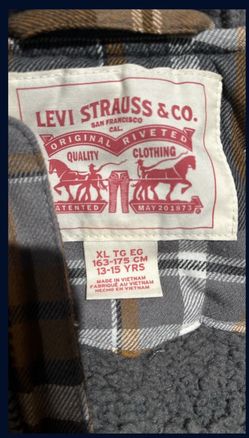 LEVI STRAUSS & CO.
SAN FRANCISCO
CAL.
ORIGINAL RIVETED
QUALITY CLOTHING
PATENTED MAY 20 1873
XL TG EG
163-175 CM
13-15 YRS
MADE IN VIETNAM
FABRIQUÉ AU VIETNAM
HECHO EN VIETNAM